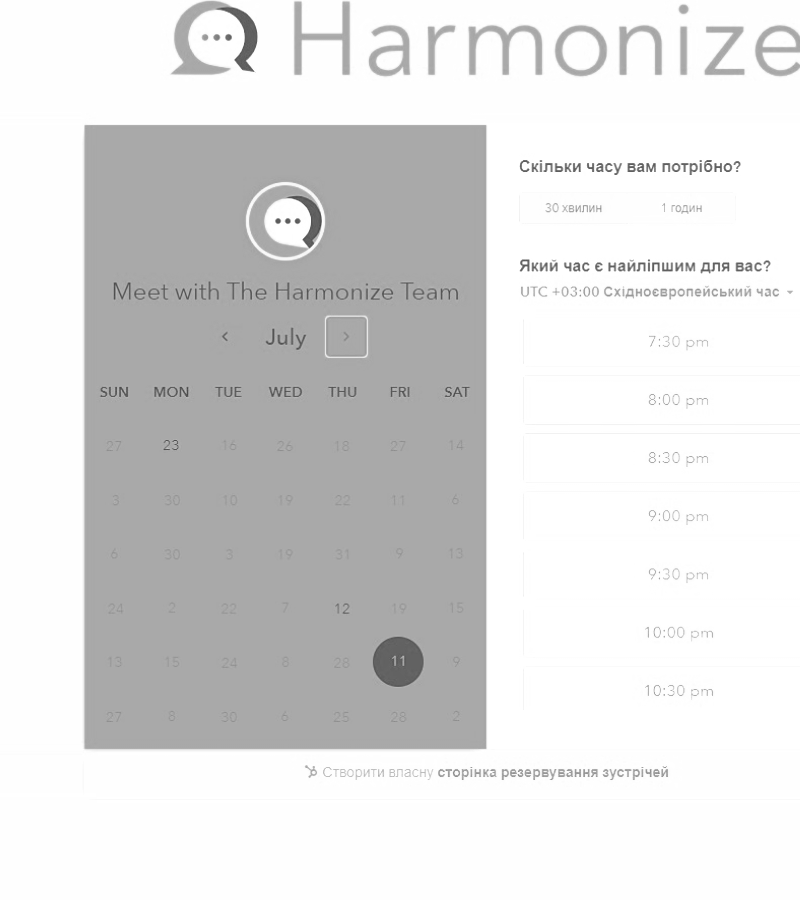 Harmonize
Meet with The Harmonize Team
July
SUN MON TUE WED THU FRI SAT
27 23 16 26 18 27 14
3 30 10 19 22 11 6
6 30 3 19 31 9 13
24 2 22 7 12 19 15
13 15 24 8 28 11 9
27 8 30 6 25 28 2
Скільки часу вам потрібно?
30 хвилин 1 годин
Який час є найліпшим для вас?
UTC +03:00 Східноєвропейський час
7:30 pm
8:00 pm
8:30 pm
9:00 pm
9:30 pm
10:00 pm
10:30 pm
Створити власну сторінка резервування зустрічей